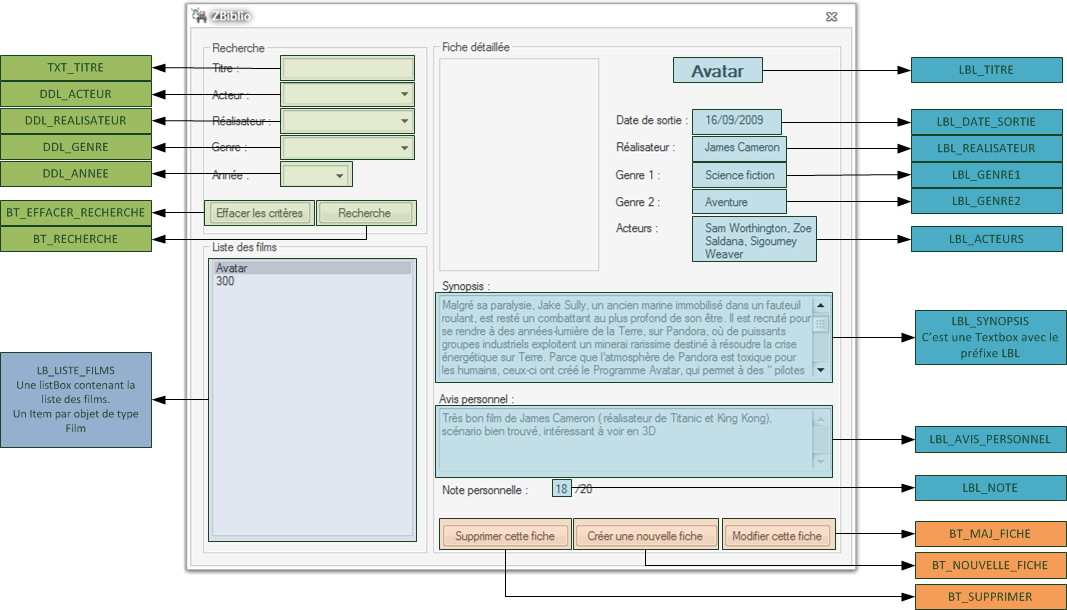 ZBiblio
TXT_TITRE
DDL_ACTEUR
DDL_REALISATEUR
DDL_GENRE
DDL_ANNEE
BT_EFFACER_RECHERCHE
BT_RECHERCHE
LB_LISTE_FILMS
Une listBox contenant la
liste des films.
Un Item par objet de type
Film
Recherche
Titre :
Acteur :
Réalisateur :
Genre :
Année :
Effacer les critères
Recherche
Liste des films
Avatar
300
Fiche détaillée
Avatar
Date de sortie :
16/09/2009
Réalisateur :
James Cameron
Genre 1 :
Science fiction
Genre 2 :
Aventure
Acteurs :
Sam Worthington, Zoe
Saldana, Sigourney
Weaver
Synopsis :
Malgré sa paralysie, Jake Sully, un ancien marine immobilisé dans un fauteuil
roulant, est resté un combattant au plus profond de son être. Il est recruté pour
se rendre à des années-lumière de la Terre, sur Pandora, où de puissants
groupes industriels exploitent un minerai rarissime destiné à résoudre la crise
énergétique sur Terre. Parce que l'atmosphère de Pandora est toxique pour
les humains, ceux-ci ont créé le Programme Avatar, qui permet à des " pilotes
Avis personnel :
Très bon film de James Cameron ( réalisateur de Titanic et King Kong),
scénario bien trouvé, intéressant à voir en 3D
Note personnelle :
18 /20
Supprimer cette fiche
Créer une nouvelle fiche
Modifier cette fiche
LBL_TITRE
LBL_DATE_SORTIE
LBL_REALISATEUR
LBL_GENRE1
LBL_GENRE2
LBL_ACTEURS
LBL_SYNOPSIS
C'est une Textbox avec le
préfixe LBL
LBL_AVIS_PERSONNEL
LBL_NOTE
BT_MAJ_FICHE
BT_NOUVELLE_FICHE
BT_SUPPRIMER